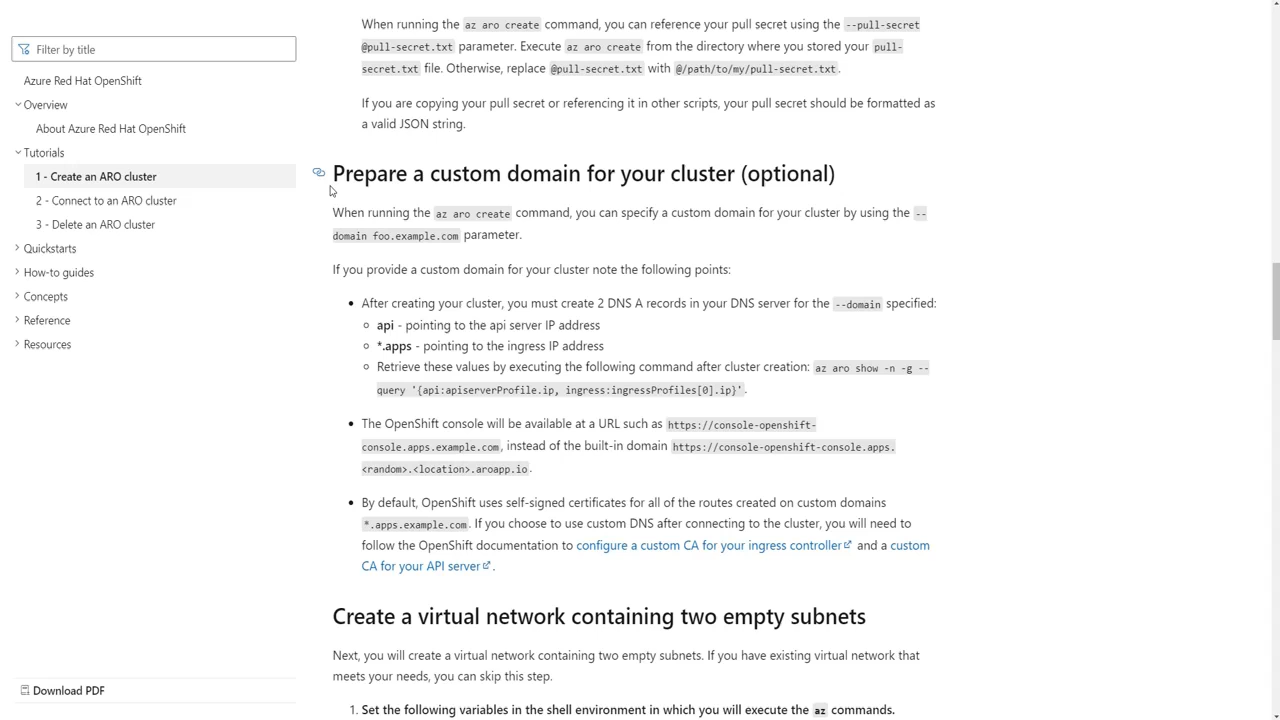 Filter by title
Azure Red Hat OpenShift
Overview
About Azure Red Hat OpenShift
Tutorials
1 - Create an ARO cluster
2 - Connect to an ARO cluster
3 - Delete an ARO cluster
Quickstarts
How-to guides
Concepts
Reference
Resources
Download PDF
When running the az aro create command, you can reference your pull secret using the --pull-secret
@pull-secret.txt parameter. Execute az aro create from the directory where you stored your pull-
secret.txt file. Otherwise, replace @pull-secret.txt with @/path/to/my/pull-secret.txt.
If you are copying your pull secret or referencing it in other scripts, your pull secret should be formatted as
a valid JSON string.
Prepare a custom domain for your cluster (optional)
When running the az aro create command, you can specify a custom domain for your cluster by using the --
domain foo.example.com parameter.
If you provide a custom domain for your cluster note the following points:
• After creating your cluster, you must create 2 DNS A records in your DNS server for the --domain specified:
○ api - pointing to the api server IP address
○ *.apps - pointing to the ingress IP address
○ Retrieve these values by executing the following command after cluster creation: az aro show -n -g --
query '{api:apiserverProfile.ip, ingress:ingressProfiles[0].ip}'.
• The OpenShift console will be available at a URL such as https://console-openshift-
console.apps.example.com, instead of the built-in domain https://console-openshift-console.apps.
<random>.<location>.aroapp.io.
• By default, OpenShift uses self-signed certificates for all of the routes created on custom domains
*.apps.example.com. If you choose to use custom DNS after connecting to the cluster, you will need to
follow the OpenShift documentation to configure a custom CA for your ingress controller and a custom
CA for your API server.
Create a virtual network containing two empty subnets
Next, you will create a virtual network containing two empty subnets. If you have existing virtual network that
meets your needs, you can skip this step.
1. Set the following variables in the shell environment in which you will execute the az commands.